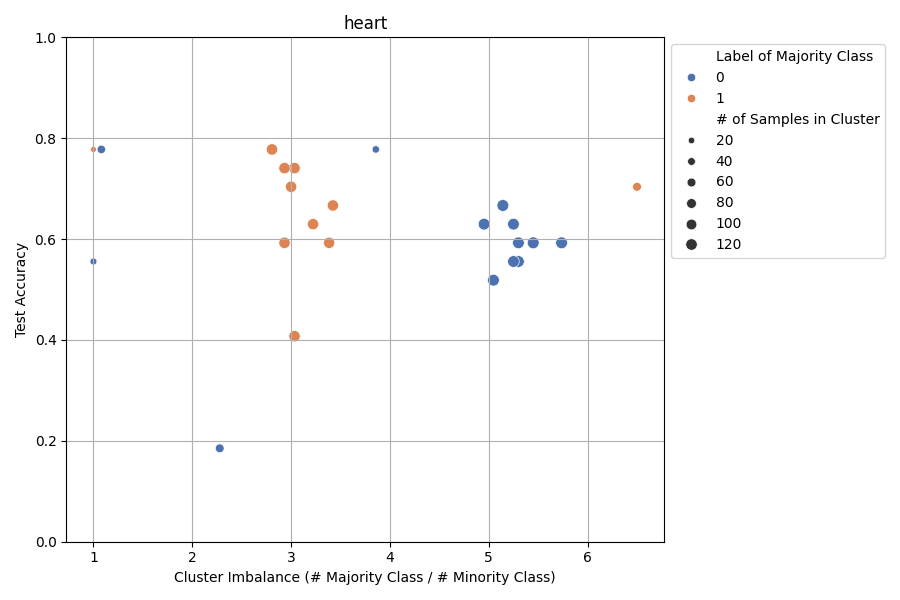 heart
1.0
0.8
0.6
0.4
0.2
0.0
Test Accuracy
1 2 3 4 5 6
Cluster Imbalance (# Majority Class / # Minority Class)
Label of Majority Class
0
1
# of Samples in Cluster
20
40
60
80
100
120